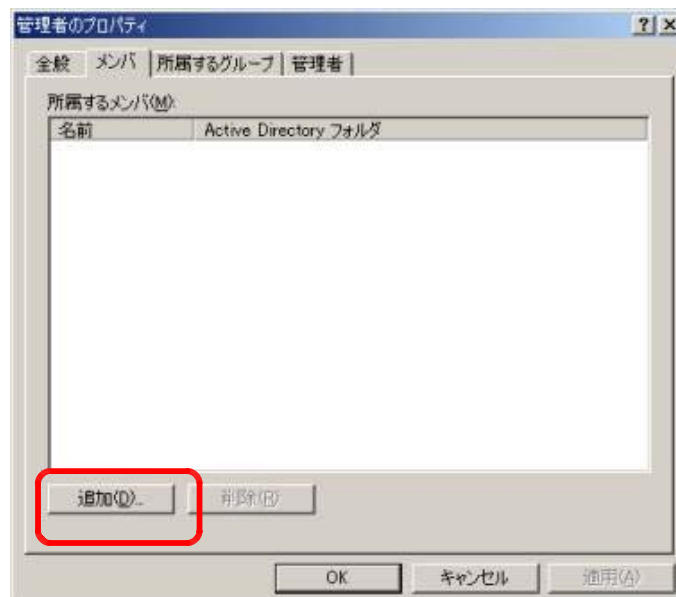 管理者のプロパティ
全般 メンバ 所属するグループ 管理者
所属するメンバ(M):
名前 Active Directory フォルダ
追加(D)... 削除(R)
OK キャンセル 適用(A)